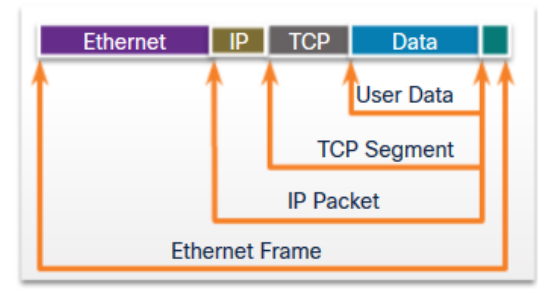 Ethernet IP TCP Data
User Data
TCP Segment
IP Packet
Ethernet Frame